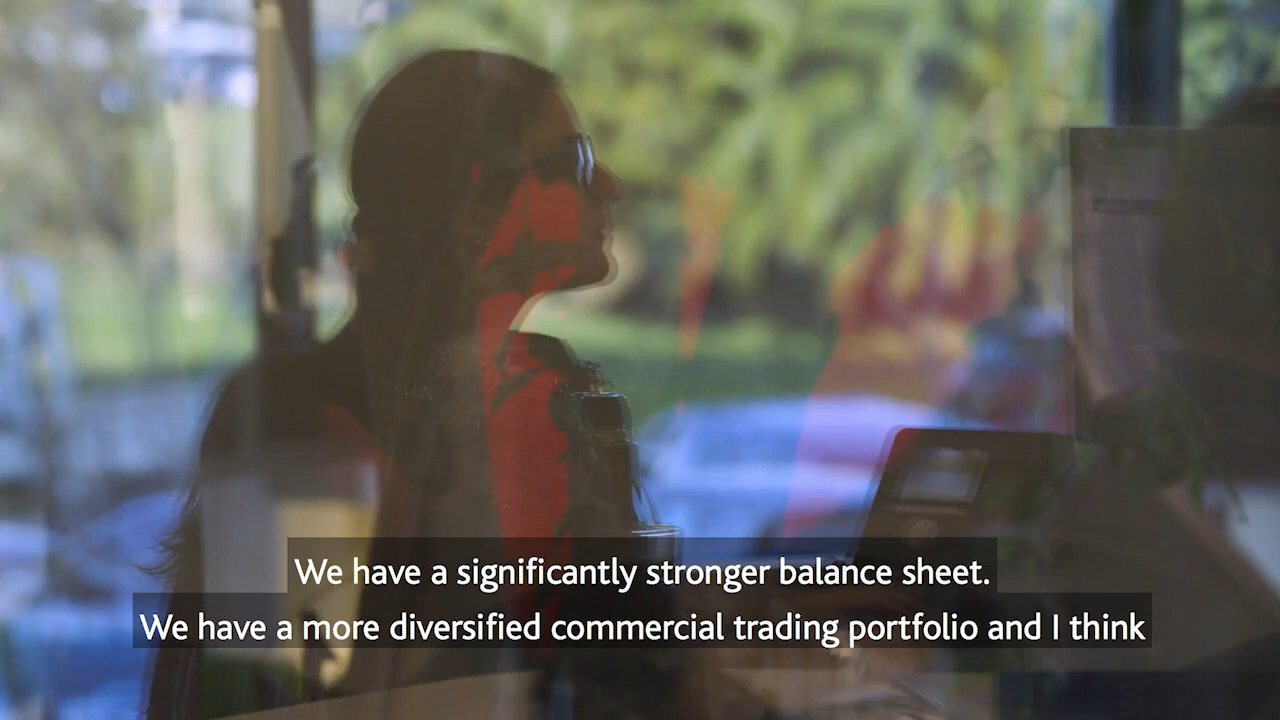 We have a significantly stronger balance sheet.
We have a more diversified commercial trading portfolio and I think